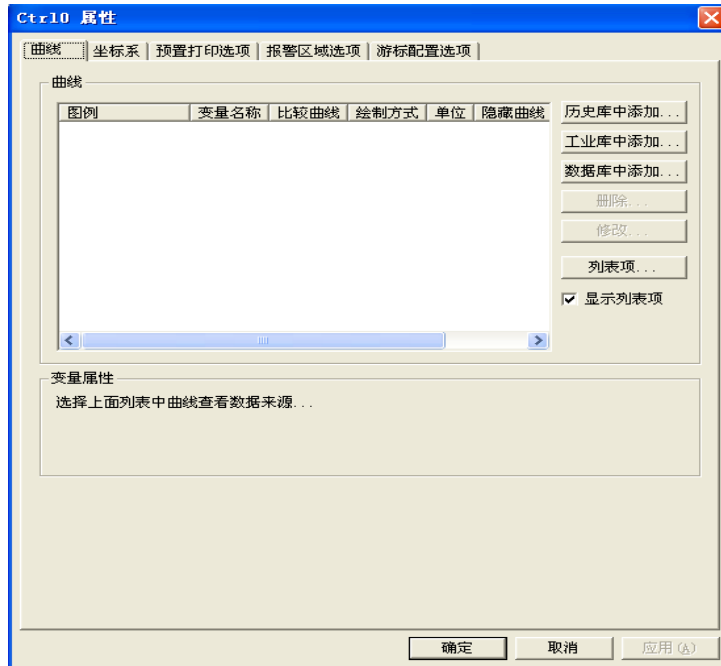 Ctrl0 属性
曲线 坐标系 预置打印选项 报警区域选项 游标配置选项
曲线
图例 变量名称 比较曲线 绘制方式 单位 隐藏曲线
历史库中添加...
工业库中添加...
数据库中添加...
删除...
修改...
列表项...
显示列表项
变量属性
选择上面列表中曲线查看数据来源...
确定 取消 应用(A)